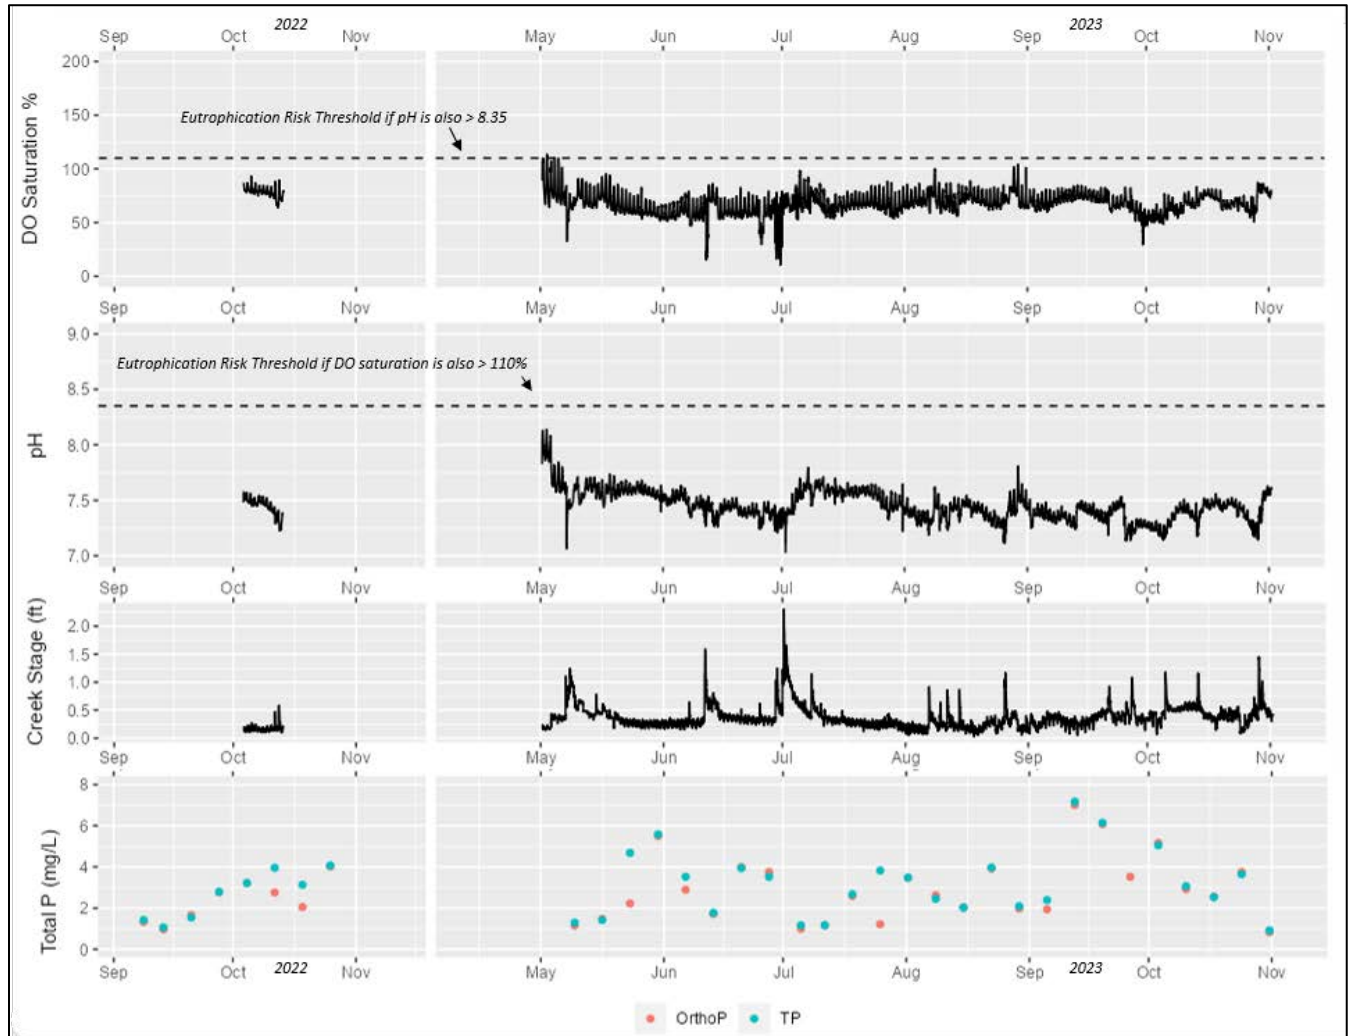 2022 2023
Sep Oct Nov May Jun Jul Aug Sep Oct Nov
DO Saturation %
200
150
100
50
0
Eutrophication Risk Threshold if pH is also > 8.35
Sep Oct Nov May Jun Jul Aug Sep Oct Nov
pH
9.0
8.5
8.0
7.5
7.0
Eutrophication Risk Threshold if DO saturation is also > 110%
Sep Oct Nov May Jun Jul Aug Sep Oct Nov
Creek Stage (ft)
2.0
1.5
1.0
0.5
0.0
Sep Oct Nov May Jun Jul Aug Sep Oct Nov
Total P (mg/L)
8
6
4
2
0
Sep Oct 2022 Nov May Jun Jul Aug Sep 2023 Oct Nov
OrthoP TP